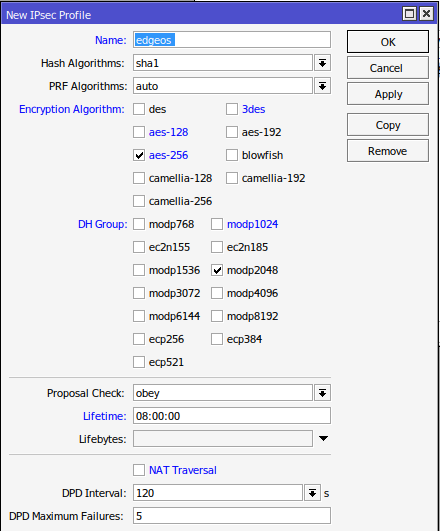 New IPsec Profile
Name: edgeos
OK
Hash Algorithms: sha1
Cancel
PRF Algorithms: auto
Apply
Encryption Algorithm: des 3des
Copy
aes-128 aes-192
Remove
aes-256 blowfish
camellia-128 camellia-192
camellia-256
DH Group: modp768 modp1024
ec2n155 ec2n185
modp1536 modp2048
modp3072 modp4096
modp6144 modp8192
ecp256 ecp384
ecp521
Proposal Check: obey
Lifetime: 08:00:00
Lifebytes:
NAT Traversal
DPD Interval: 120 s
DPD Maximum Failures: 5